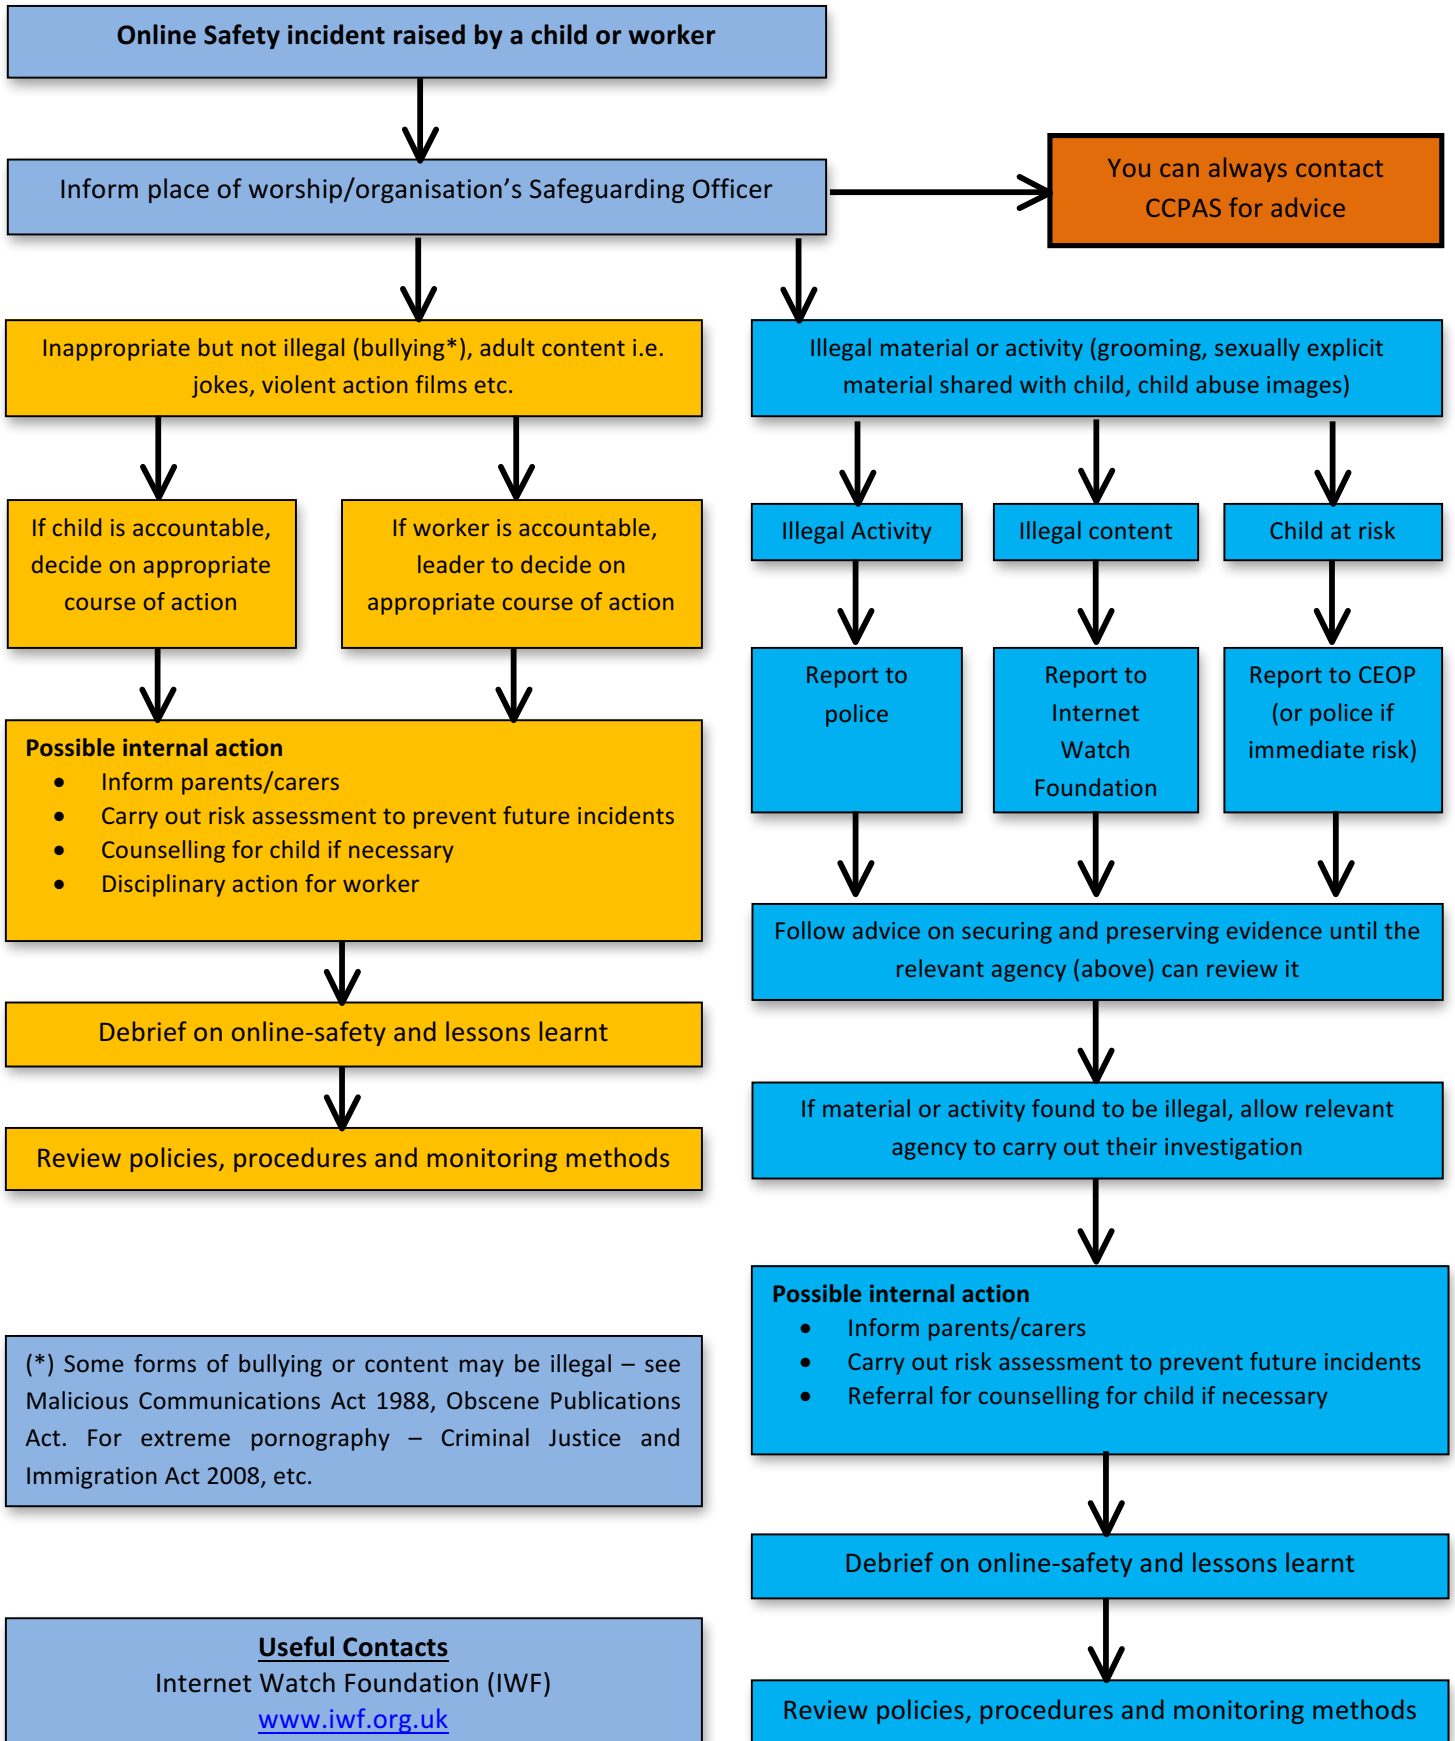 Online Safety incident raised by a child or worker
Inform place of worship/organisation’s Safeguarding Officer
You can always contact
CCPAS for advice
Inappropriate but not illegal (bullying*), adult content i.e.
jokes, violent action films etc.
If child is accountable,
decide on appropriate
course of action
If worker is accountable,
leader to decide on
appropriate course of action
Possible internal action
• Inform parents/carers
• Carry out risk assessment to prevent future incidents
• Counselling for child if necessary
• Disciplinary action for worker
Debrief on online-safety and lessons learnt
Review policies, procedures and monitoring methods
Illegal material or activity (grooming, sexually explicit
material shared with child, child abuse images)
Illegal Activity
Illegal content
Child at risk
Report to
police
Report to
Internet
Watch
Foundation
Report to CEOP
(or police if
immediate risk)
Follow advice on securing and preserving evidence until the
relevant agency (above) can review it
If material or activity found to be illegal, allow relevant
agency to carry out their investigation
Possible internal action
• Inform parents/carers
• Carry out risk assessment to prevent future incidents
• Referral for counselling for child if necessary
Debrief on online-safety and lessons learnt
Review policies, procedures and monitoring methods
(*) Some forms of bullying or content may be illegal – see
Malicious Communications Act 1988, Obscene Publications
Act. For extreme pornography – Criminal Justice and
Immigration Act 2008, etc.
Useful Contacts
Internet Watch Foundation (IWF)
www.iwf.org.uk